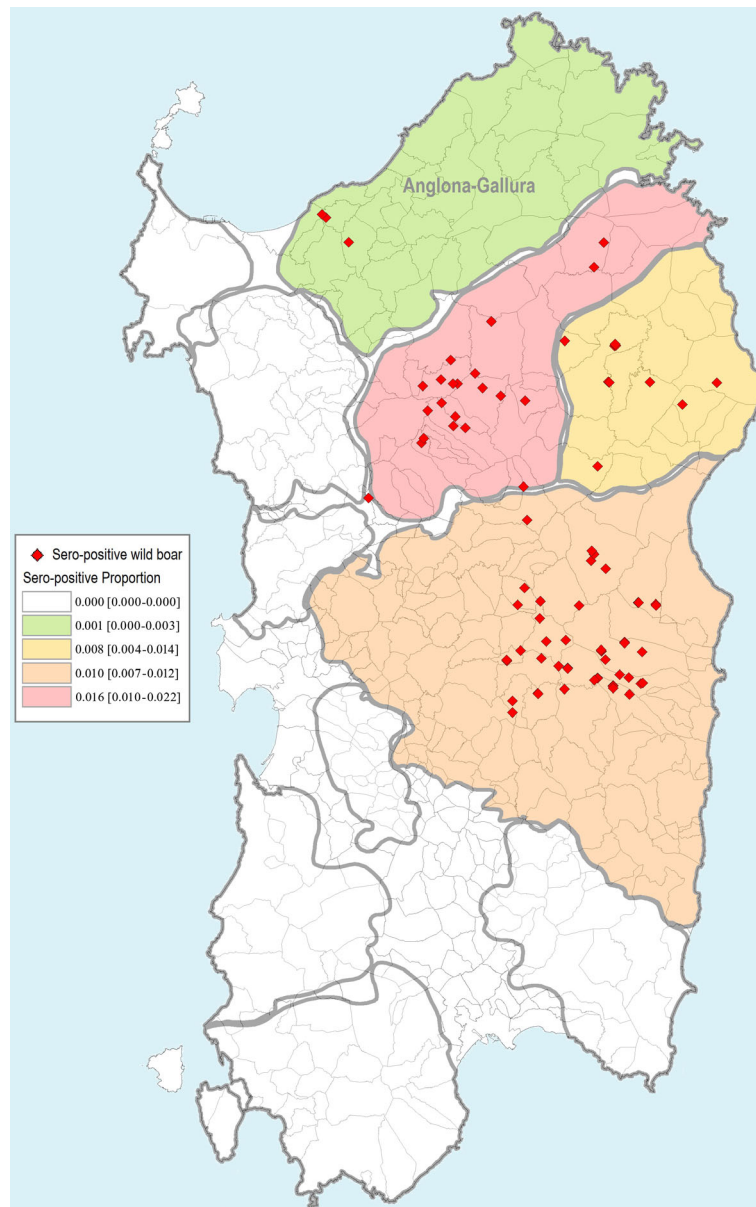 Anglona-Gallura
Sero-positive wild boar
Sero-positive Proportion
0.000 [0.000-0.000]
0.001 [0.000-0.003]
0.008 [0.004-0.014]
0.010 [0.007-0.012]
0.016 [0.010-0.022]